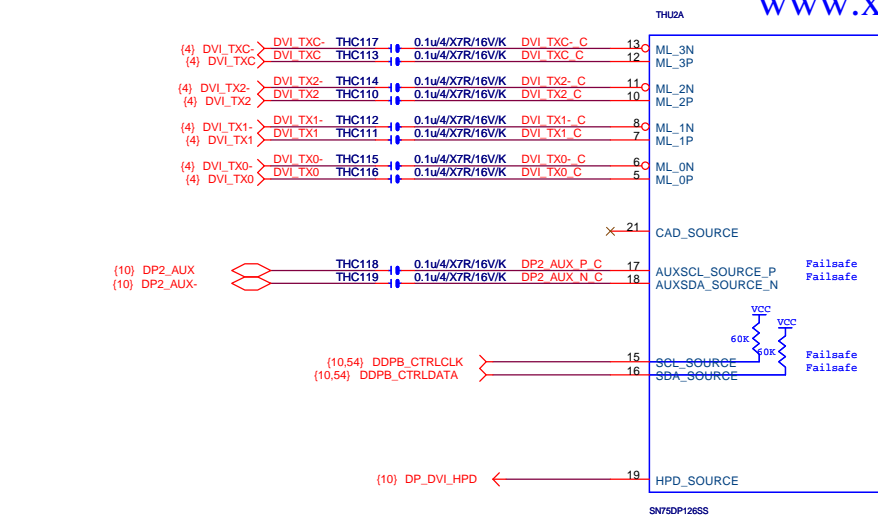 www.x
THU2A
{4} DVI_TXC- DVI_TXC- THC117 0.1u/4/X7R/16V/K DVI_TXC-_C 13 ML_3N
{4} DVI_TXC DVI_TXC THC113 0.1u/4/X7R/16V/K DVI_TXC_C 12 ML_3P
{4} DVI_TX2- DVI_TX2- THC114 0.1u/4/X7R/16V/K DVI_TX2-_C 11 ML_2N
{4} DVI_TX2 DVI_TX2 THC110 0.1u/4/X7R/16V/K DVI_TX2_C 10 ML_2P
{4} DVI_TX1- DVI_TX1- THC112 0.1u/4/X7R/16V/K DVI_TX1-_C 8 ML_1N
{4} DVI_TX1 DVI_TX1 THC111 0.1u/4/X7R/16V/K DVI_TX1_C 7 ML_1P
{4} DVI_TX0- DVI_TX0- THC115 0.1u/4/X7R/16V/K DVI_TX0-_C 6 ML_0N
{4} DVI_TX0 DVI_TX0 THC116 0.1u/4/X7R/16V/K DVI_TX0_C 5 ML_0P
21 CAD_SOURCE
{10} DP2_AUX THC118 0.1u/4/X7R/16V/K DP2_AUX_P_C 17 AUXSCL_SOURCE_P Failsafe
{10} DP2_AUX- THC119 0.1u/4/X7R/16V/K DP2_AUX_N_C 18 AUXSDA_SOURCE_N Failsafe
VCC
VCC
60K
60K
{10,54} DDPB_CTRLCLK 15 SCL_SOURCE Failsafe
{10,54} DDPB_CTRLDATA 16 SDA_SOURCE Failsafe
{10} DP_DVI_HPD 19 HPD_SOURCE
SN75DP126SS